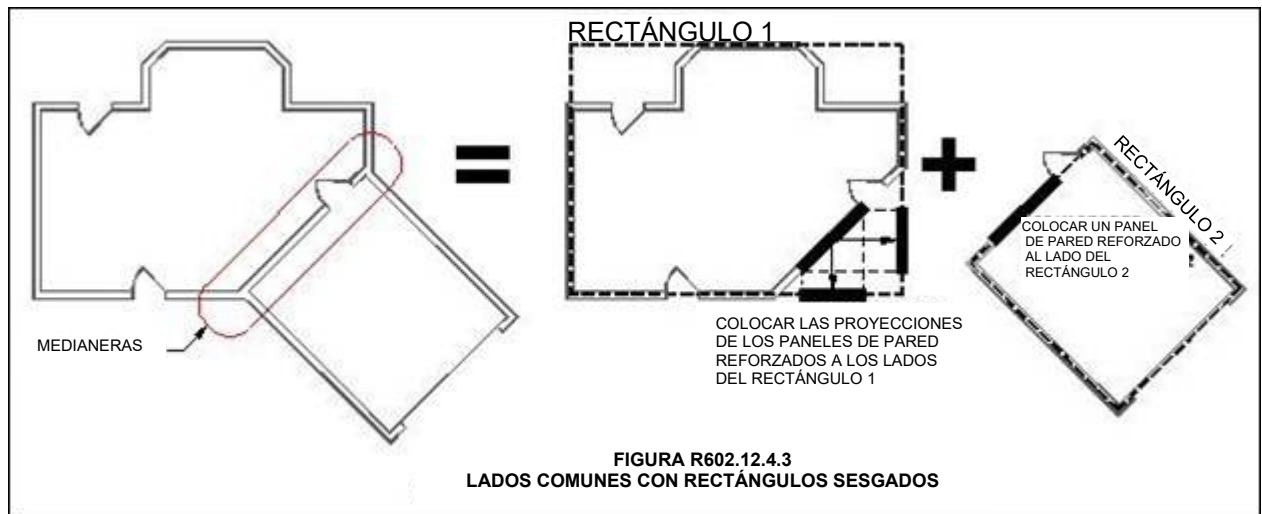 RECTÁNGULO 1
MEDIANERAS
COLOCAR LAS PROYECCIONES
DE LOS PANELES DE PARED
REFORZADOS A LOS LADOS
DEL RECTÁNGULO 1
RECTÁNGULO 2
COLOCAR UN PANEL
DE PARED REFORZADO
AL LADO DEL
RECTÁNGULO 2
FIGURA R602.12.4.3
LADOS COMUNES CON RECTÁNGULOS SESGADOS